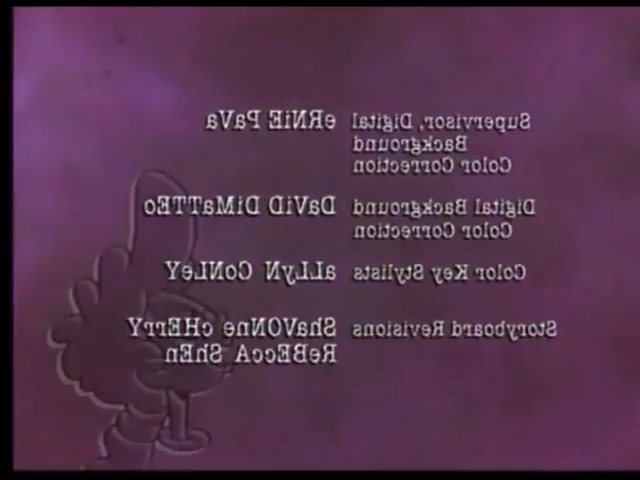 Supervisor, Digital eRNiE PaVa
Background
Color Correction
Digital Background DaViD DiMaTTEo
Color Correction
Color Key Stylists aLLyN CoNLeY
Storyboard Revisions ShaVONNe cHErrY
ReBEccA ShEn